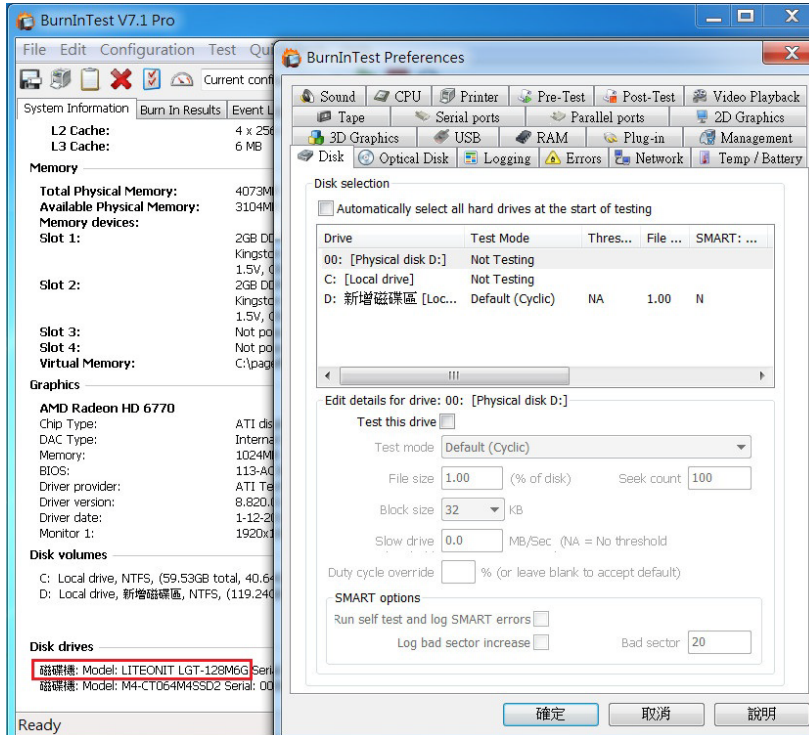 BurnInTest V7.1 Pro
File Edit Configuration Test
Current conf
System Information Burn In Results Event L
L2 Cache: 4 x 256
L3 Cache: 6 MB
Memory
Total Physical Memory: 4073M
Available Physical Memory: 3104M
Memory devices:
Slot 1: 2GB DD
Kingsto
1.5V,
Slot 2: 2GB DD
Kingsto
1.5V,
Slot 3: Not po
Slot 4: Not po
Virtual Memory: C:\page
Graphics
AMD Radeon HD 6770
Chip Type: ATI dis
DAC Type: Interna
Memory: 1024M
BIOS: 113-AC
Driver provider: ATI Te
Driver version: 8.820.
Driver date: 1-12-20
Monitor 1: 1920x1
Disk volumes
C: Local drive, NTFS, (59.53GB total, 40.64
D: Local drive, 新增磁碟區, NTFS, (119.24G
Disk drives
磁碟機: Model: LITEONIT LGT-128M6G Seri
磁碟機: Model: M4-CT064M4SSD2 Serial: 00
Ready
BurnInTest Preferences
Sound CPU Printer Pre-Test Post-Test Video Playback
Tape Serial ports Parallel ports 2D Graphics
3D Graphics USB RAM Plug-in Management
Disk Optical Disk Logging Errors Network Temp / Battery
Disk selection
Automatically select all hard drives at the start of testing
Drive Test Mode Thres... File ... SMART: ...
00: [Physical disk D:] Not Testing
C: [Local drive] Not Testing
D: 新增磁碟區 [Loc... Default (Cyclic) NA 1.00 N
Edit details for drive: 00: [Physical disk D:]
Test this drive
Test mode Default (Cyclic)
File size 1.00 (% of disk) Seek count 100
Block size 32 KB
Slow drive 0.0 MB/Sec (NA = No threshold
Duty cycle override % (or leave blank to accept default)
SMART options
Run self test and log SMART errors
Log bad sector increase Bad sector 20
確定 取消 說明